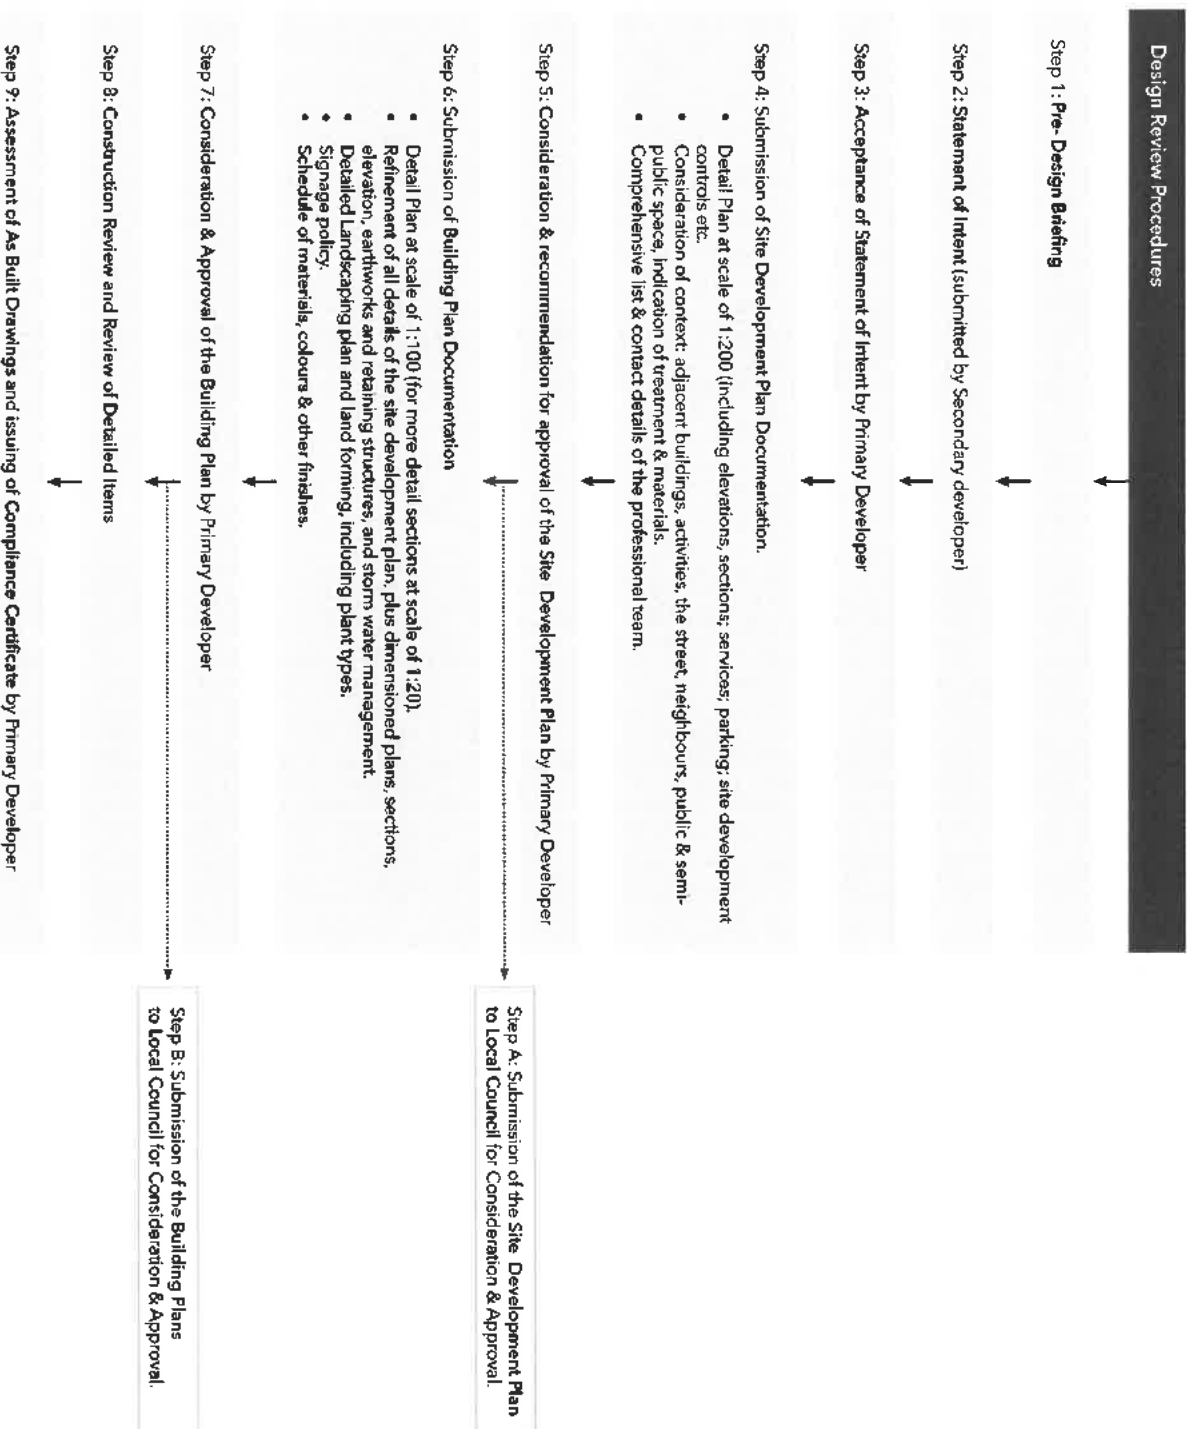 Design Review Procedures
Step 1: Pre- Design Briefing
Step 2: Statement of Intent (submitted by Secondary developer)
Step 3: Acceptance of Statement of Intent by Primary Developer
Step 4: Submission of Site Development Plan Documentation.
• Detail Plan at scale of 1:200 (including elevations, sections; services; parking; site development
controls etc.
• Consideration of context: adjacent buildings, activities, the street, neighbours, public & semi-
public space, indication of treatment & materials.
• Comprehensive list & contact details of the professional team.
Step 5: Consideration & recommendation for approval of the Site Development Plan by Primary Developer
Step A: Submission of the Site Development Plan
to Local Council for Consideration & Approval.
Step 6: Submission of Building Plan Documentation
• Detail Plan at scale of 1:100 (for more detail sections at scale of 1:20).
• Refinement of all details of the site development plan, plus dimensioned plans, sections,
elevation, earthworks and retaining structures, and storm water management.
• Detailed Landscaping plan and land forming, including plant types.
• Signage policy.
• Schedule of materials, colours & other finishes.
Step 7: Consideration & Approval of the Building Plan by Primary Developer
Step B: Submission of the Building Plans
to Local Council for Consideration & Approval.
Step 8: Construction Review and Review of Detailed Items
Step 9: Assessment of As Built Drawings and issuing of Compliance Certificate by Primary Developer